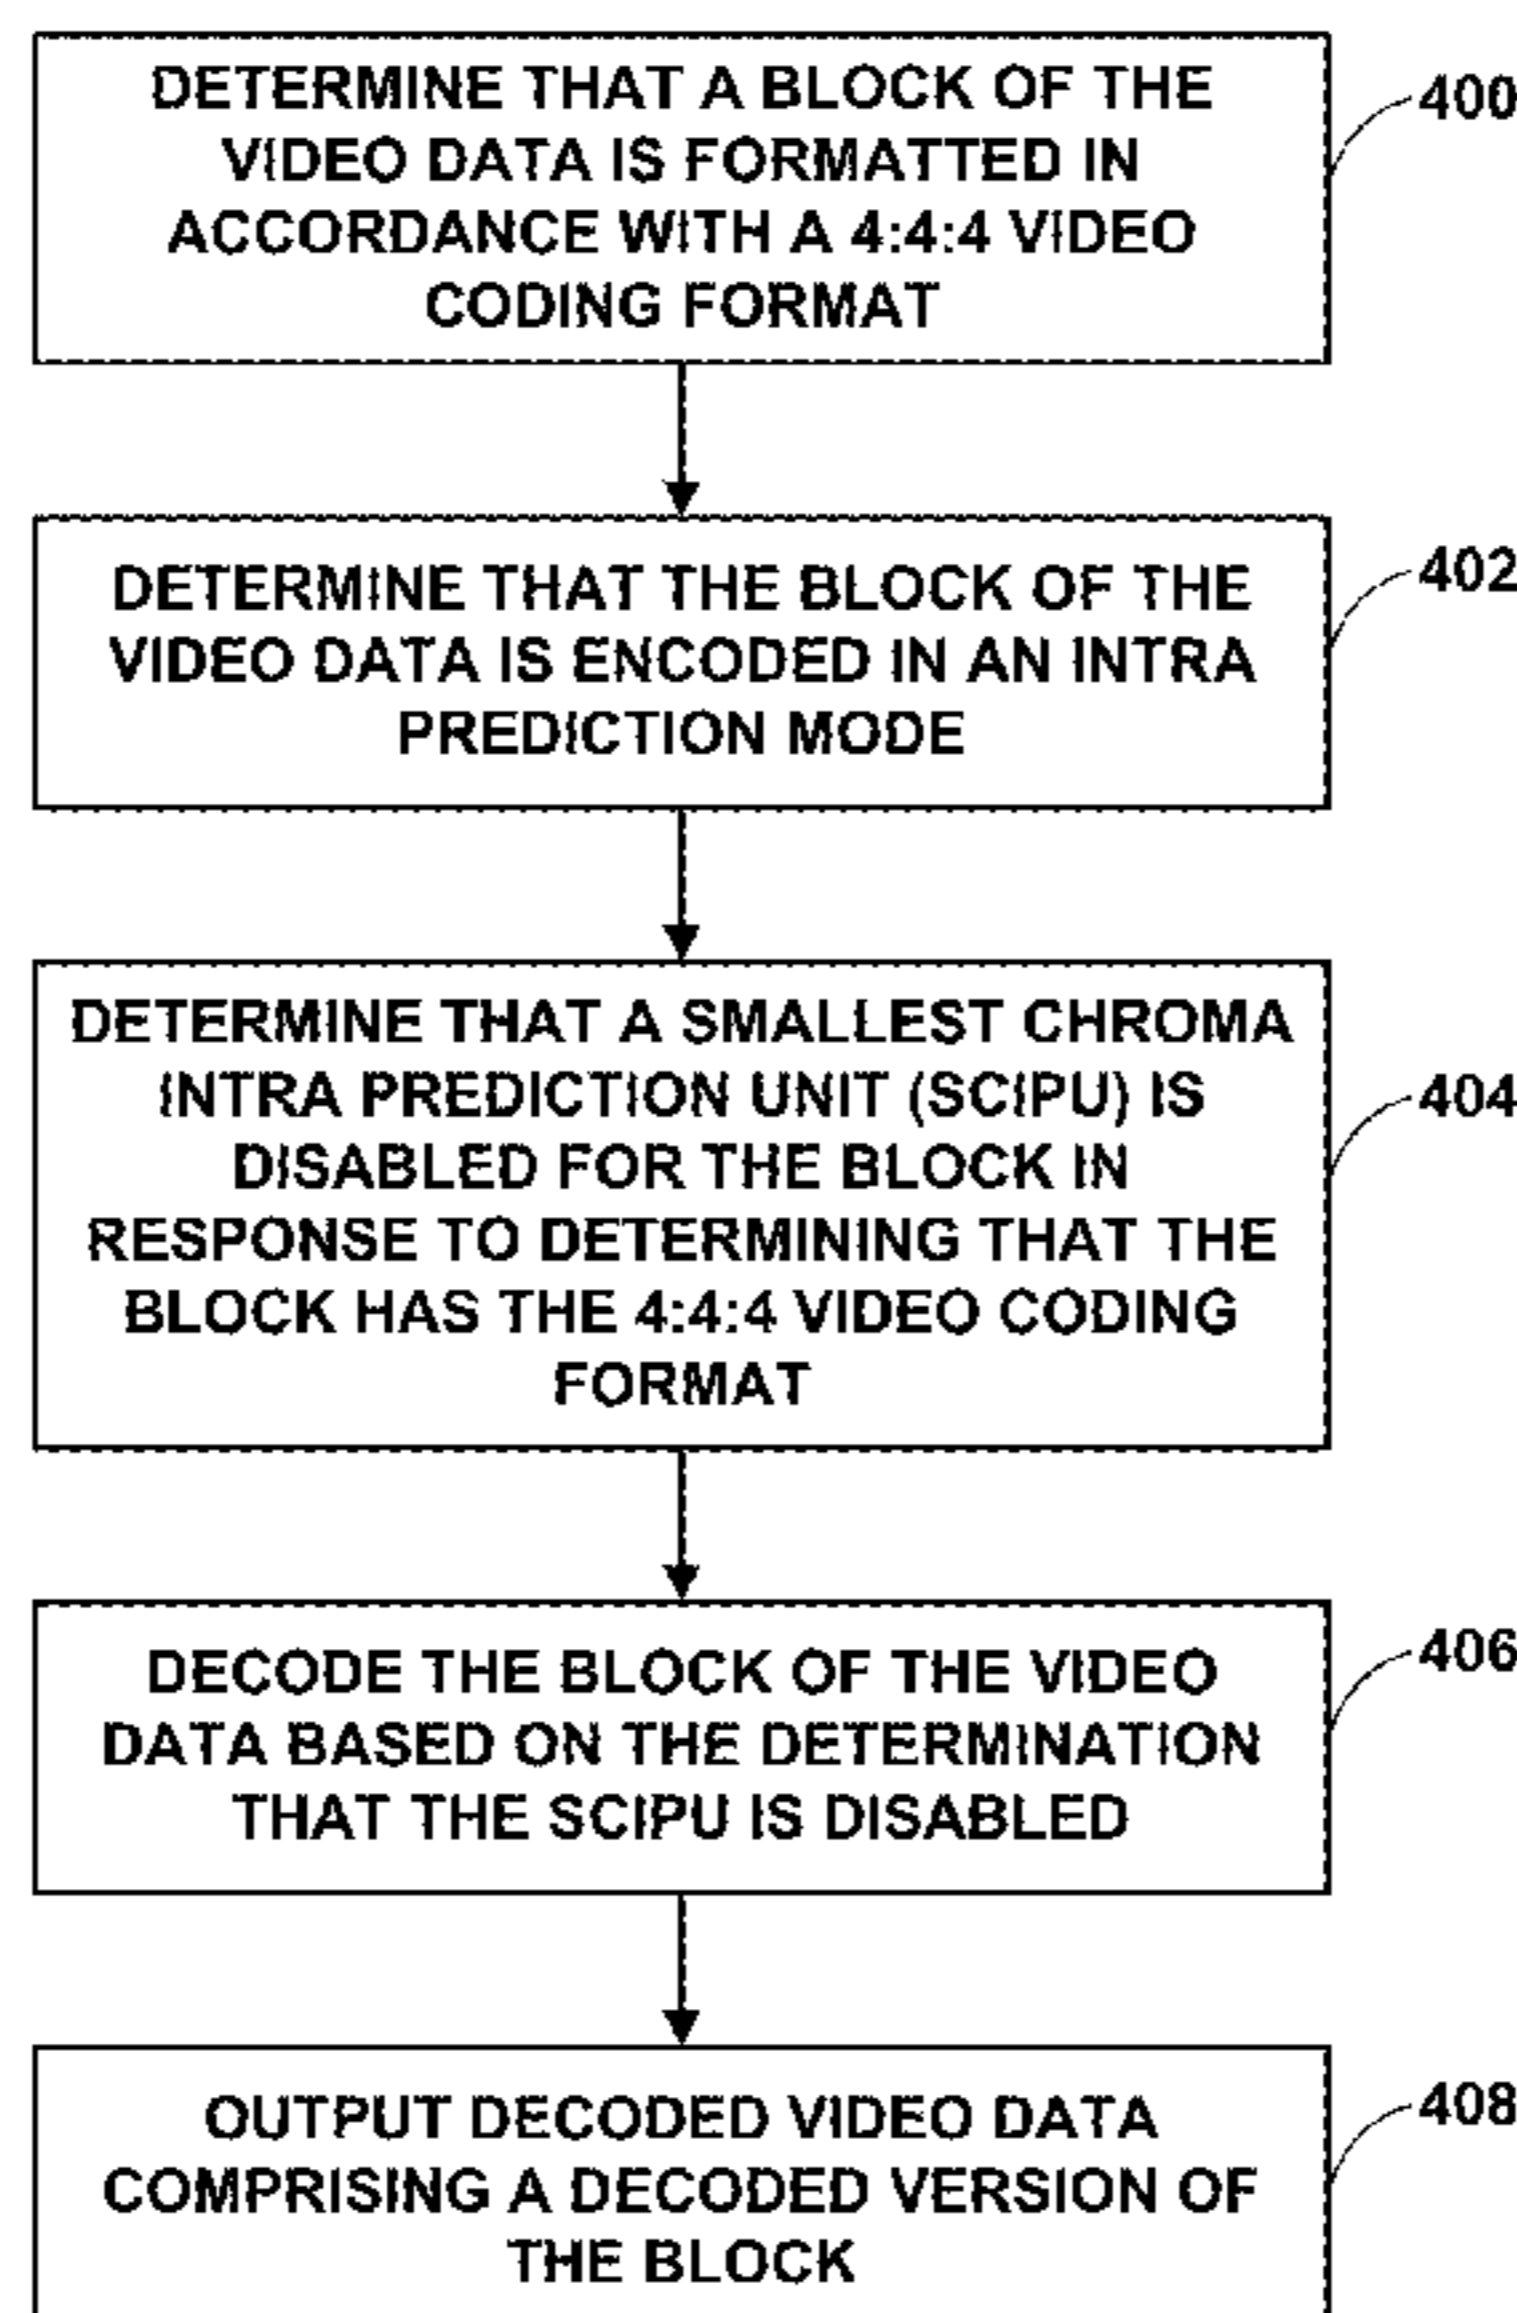 DETERMINE THAT A BLOCK OF THE
VIDEO DATA IS FORMATTED IN
ACCORDANCE WITH A 4:4:4 VIDEO
CODING FORMAT
400
DETERMINE THAT THE BLOCK OF THE
VIDEO DATA IS ENCODED IN AN INTRA
PREDICTION MODE
402
DETERMINE THAT A SMALLEST CHROMA
INTRA PREDICTION UNIT (SCIPU) IS
DISABLED FOR THE BLOCK IN
RESPONSE TO DETERMINING THAT THE
BLOCK HAS THE 4:4:4 VIDEO CODING
FORMAT
404
DECODE THE BLOCK OF THE VIDEO
DATA BASED ON THE DETERMINATION
THAT THE SCIPU IS DISABLED
406
OUTPUT DECODED VIDEO DATA
COMPRISING A DECODED VERSION OF
THE BLOCK
408